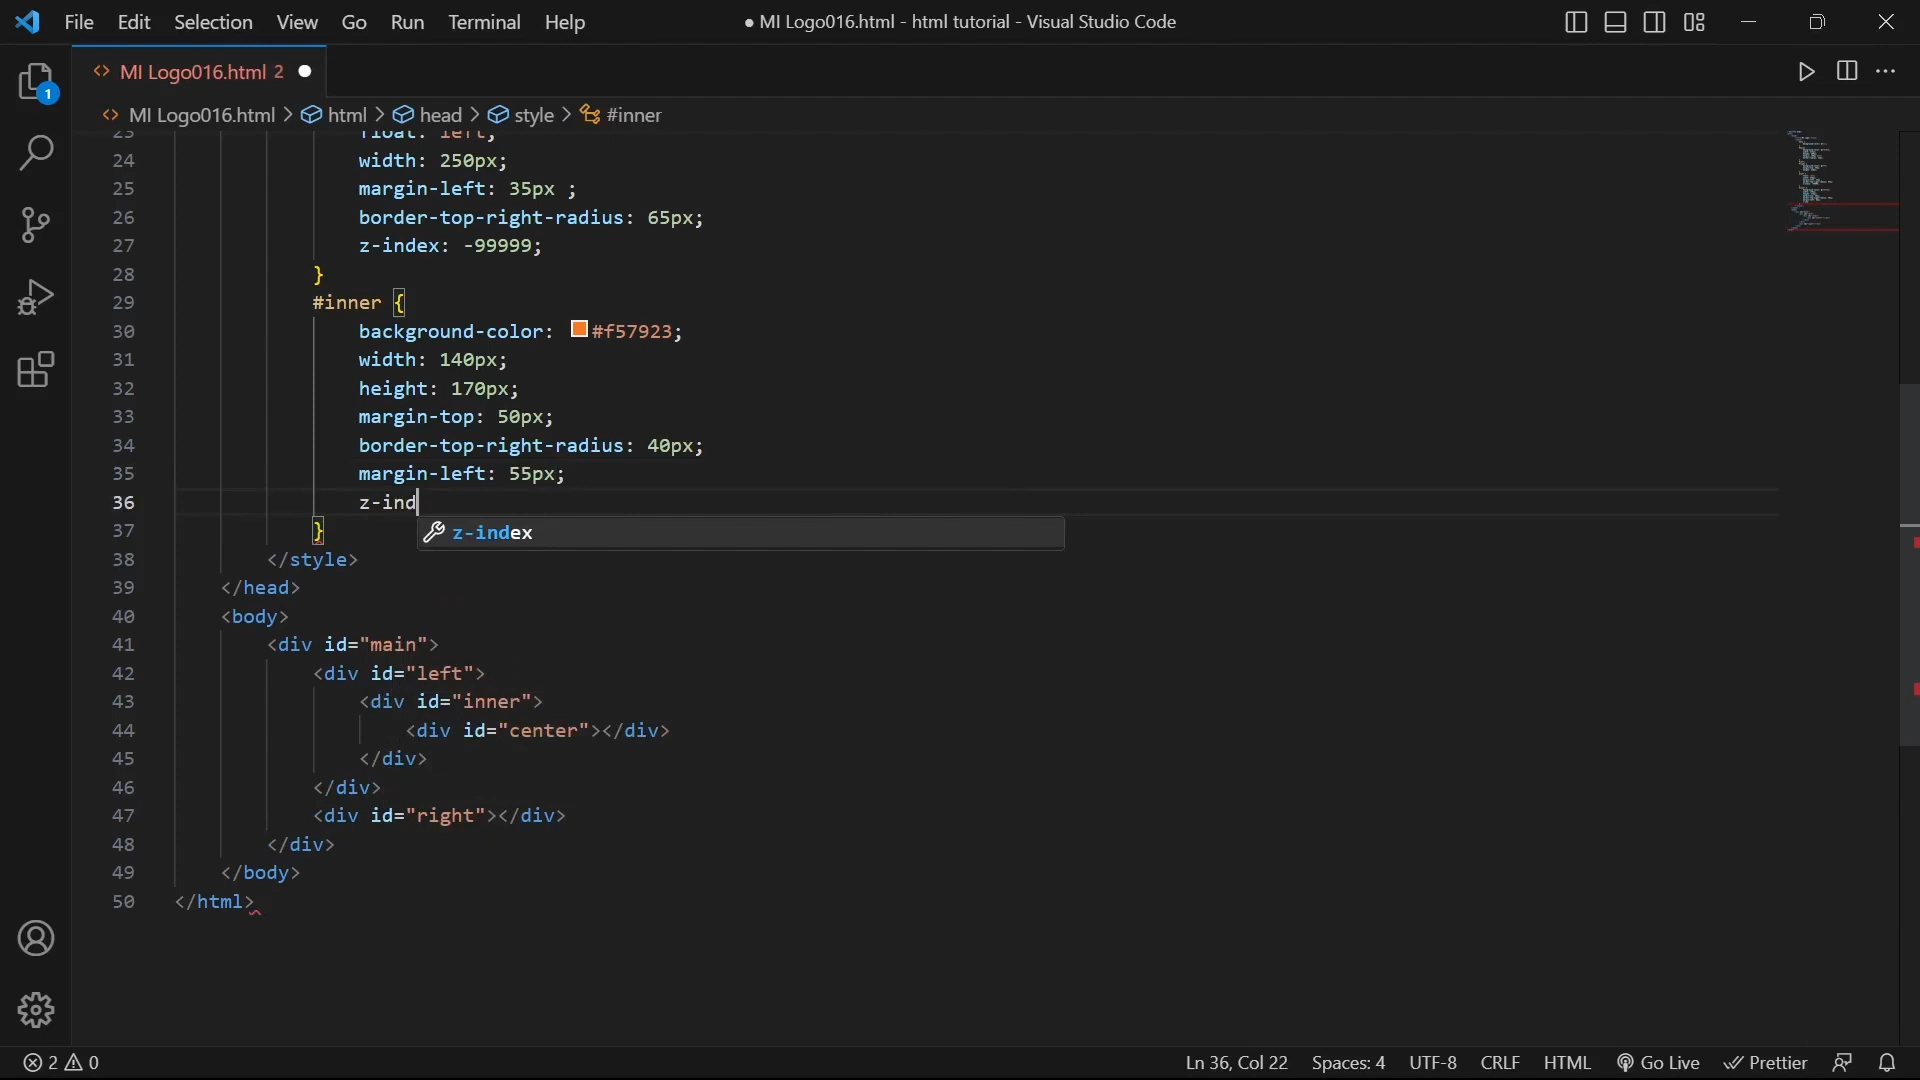 File Edit Selection View Go Run Terminal Help
● MI Logo016.html - html tutorial - Visual Studio Code
MI Logo016.html 2 ●
1
MI Logo016.html > html > head > style > #inner
23 float: left;
24 width: 250px;
25 margin-left: 35px ;
26 border-top-right-radius: 65px;
27 z-index: -99999;
28 }
29 #inner {
30 background-color: #f57923;
31 width: 140px;
32 height: 170px;
33 margin-top: 50px;
34 border-top-right-radius: 40px;
35 margin-left: 55px;
36 z-ind
z-index
37 }
38 </style>
39 </head>
40 <body>
41 <div id="main">
42 <div id="left">
43 <div id="inner">
44 <div id="center"></div>
45 </div>
46 </div>
47 <div id="right"></div>
48 </div>
49 </body>
50 </html>
2 0
Ln 36, Col 22 Spaces: 4 UTF-8 CRLF HTML Go Live Prettier